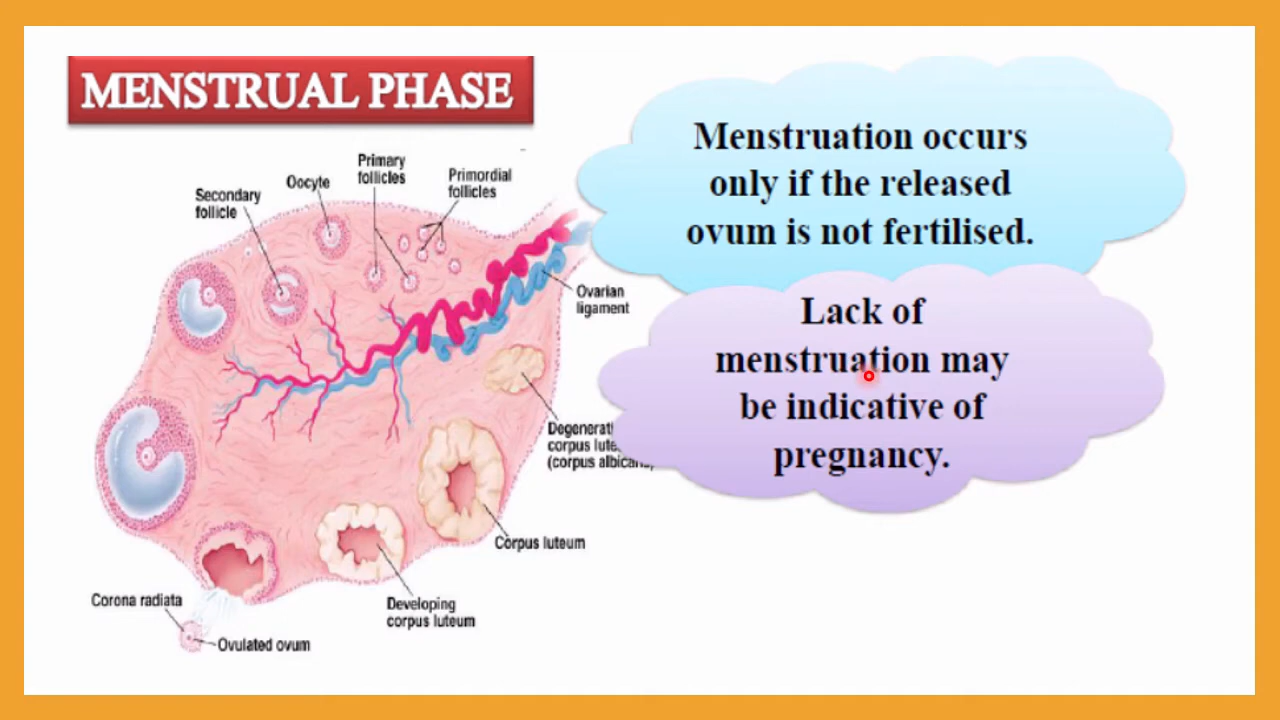 MENSTRUAL PHASE
Menstruation occurs
only if the released
ovum is not fertilised.
Lack of
menstruation may
be indicative of
pregnancy.
Primary
follicles
Primordial
follicles
Oocyte
Secondary
follicle
Ovarian
ligament
corpus
Corpus luteum
Developing
corpus luteum
Corona radiata
Ovulated ovum